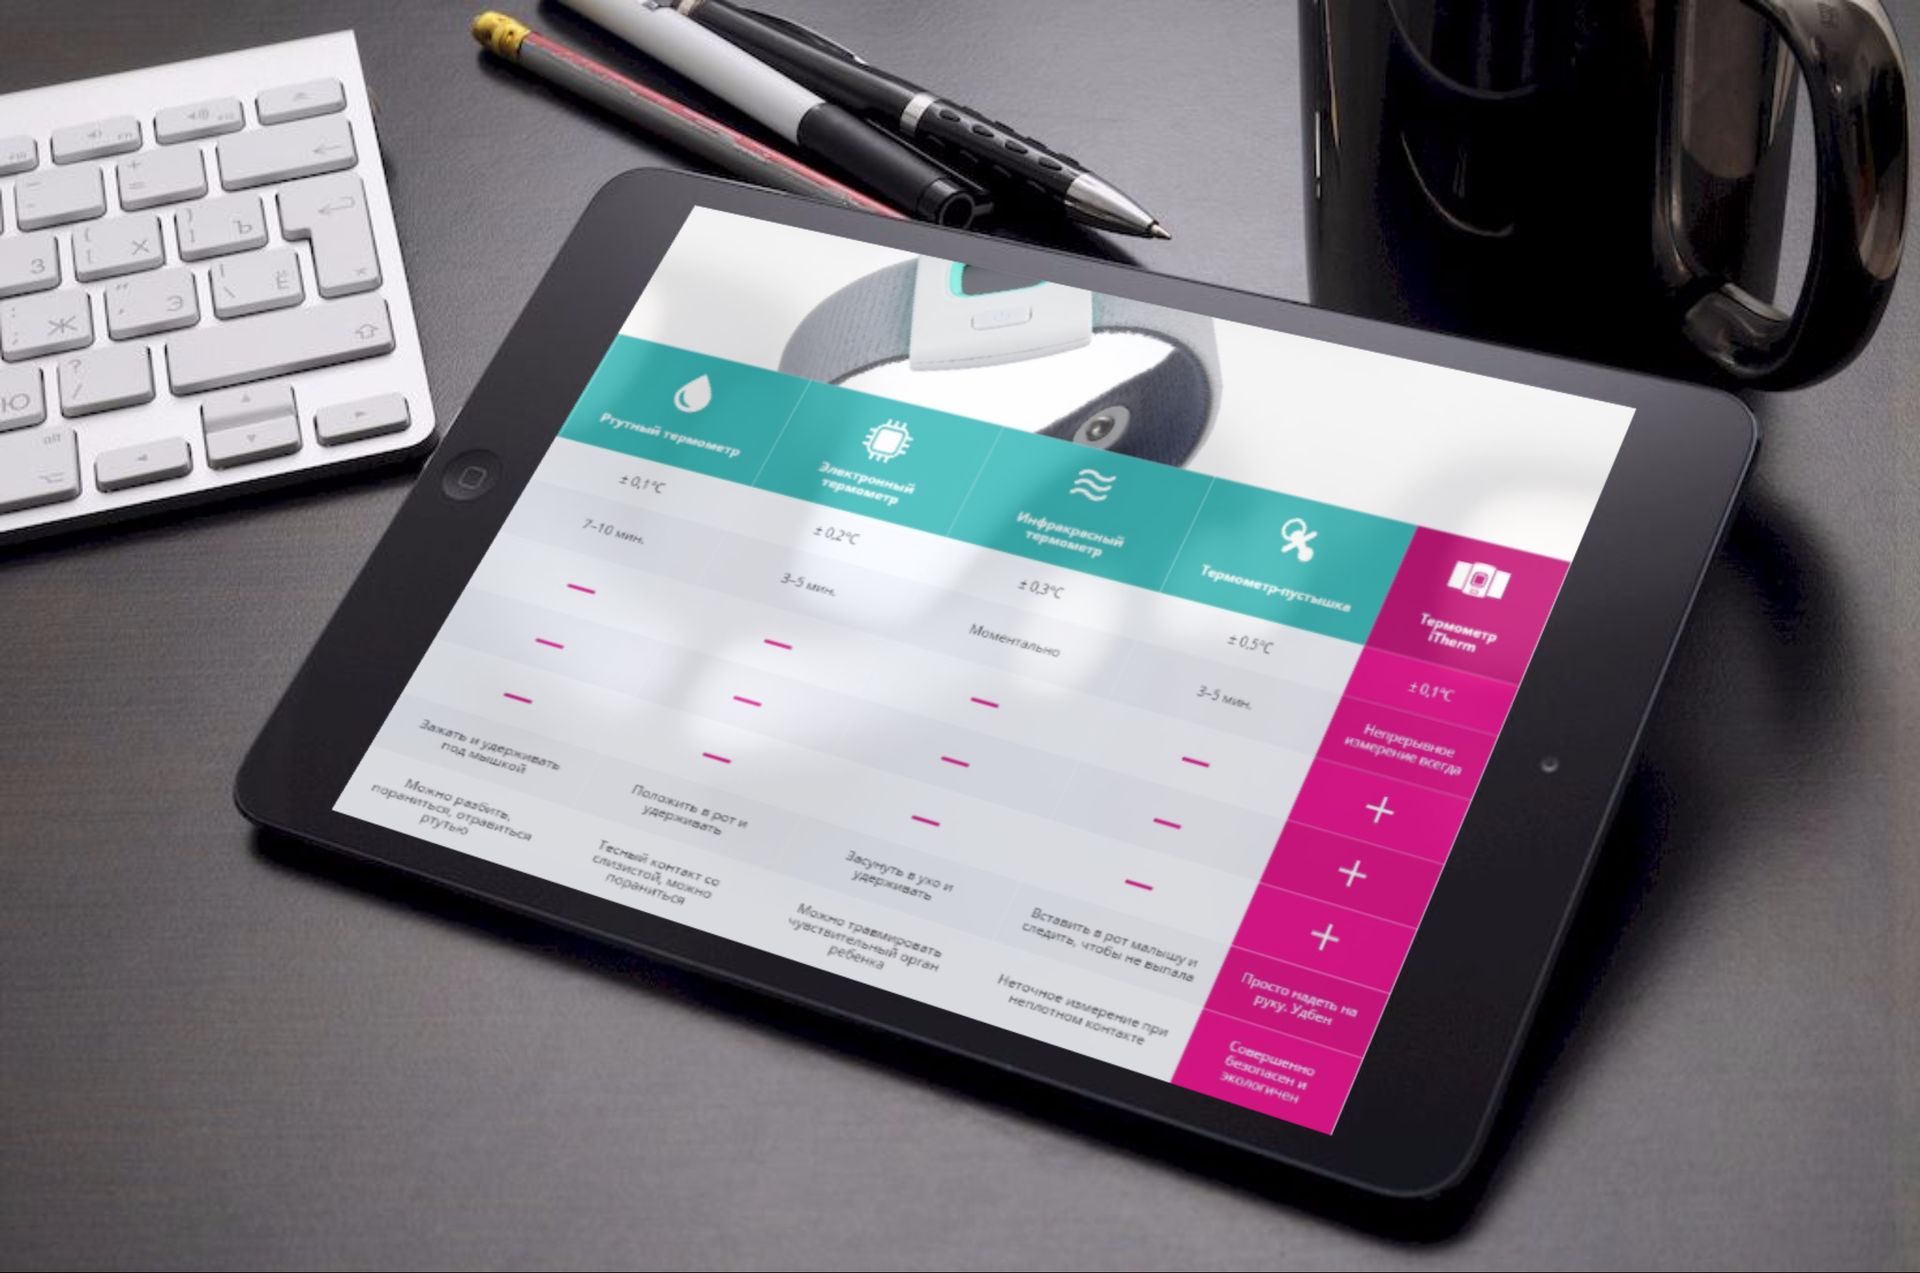 Ртутный термометр
Электронный
термометр
Инфракрасный
термометр
Термометр-пустышка
Термометр
iTherm
± 0,1°C
± 0,2°C
± 0,3°C
± 0,5°C
± 0,1°C
7–10 мин.
3–5 мин.
Моментально
3–5 мин.
Непрерывное
измерение всегда
— — — — +
— — — — +
— — — — +
Зажать и удерживать
под мышкой
Положить в рот и
удерживать
Засунуть в ухо и
удерживать
Вставить в рот малышу и
следить, чтобы не выпала
Просто надеть на
руку. Удбен
Можно разбить,
пораниться, отравиться
ртутью
Тесный контакт со
слизистой, можно
пораниться
Можно травмировать
чувствительный орган
ребенка
Неточное измерение при
неплотном контакте
Совершенно
безопасен и
экологичен
+ =
{ [ Х
} ] Ъ
З
: ; Ж
" ' Э
| \ Ё
Ю
? /
alt